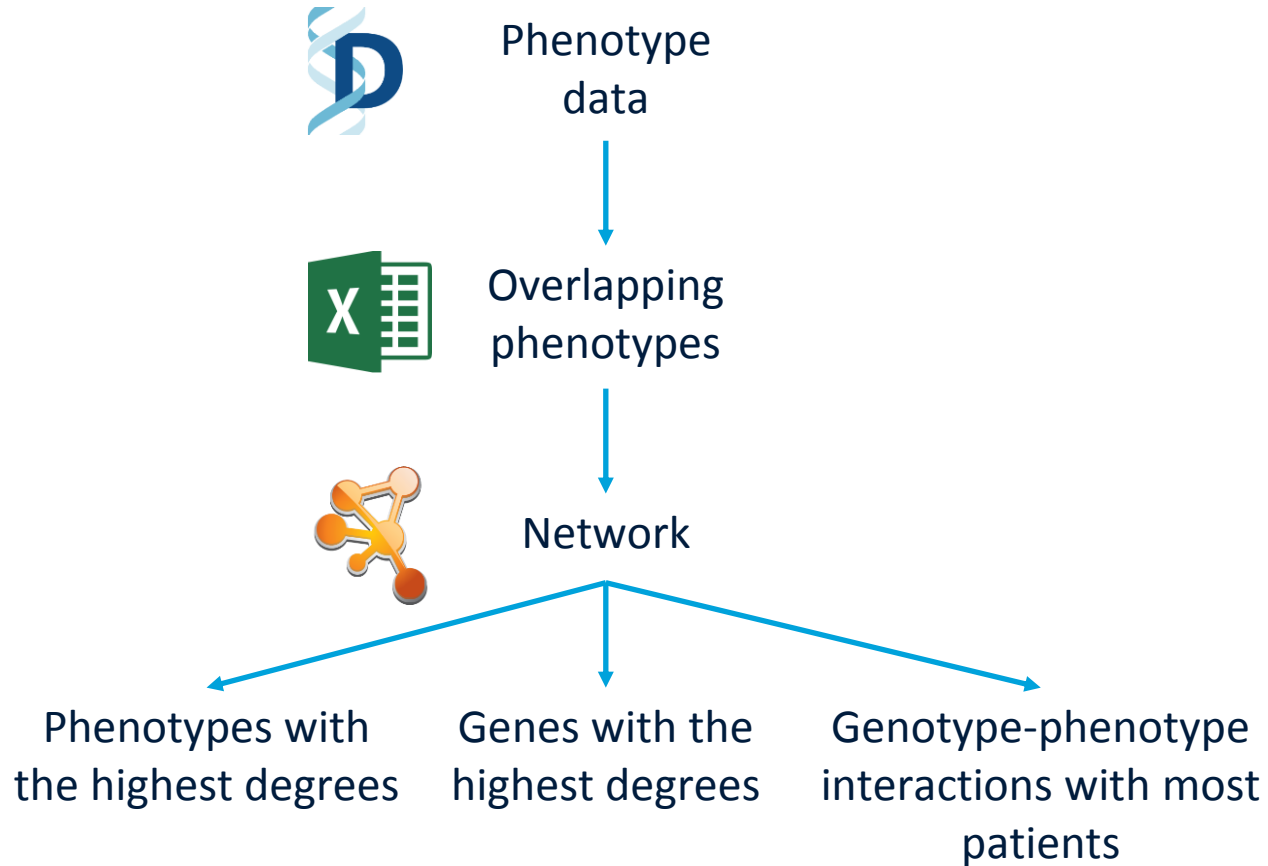 D
Phenotype
data
X
Overlapping
phenotypes
Network
Phenotypes with
the highest degrees
Genes with the
highest degrees
Genotype-phenotype
interactions with most
patients